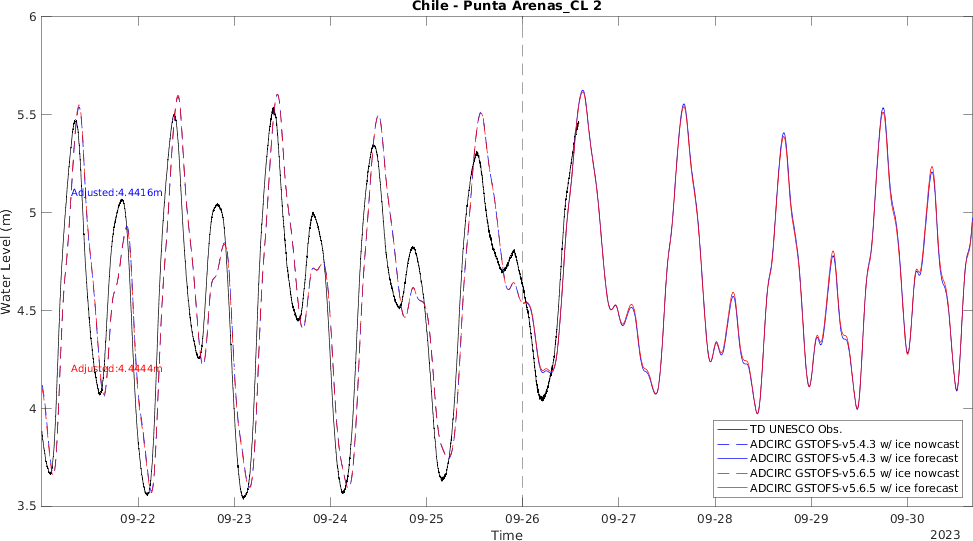 Chile - Punta Arenas_CL 2
6
5.5
5
4.5
4
3.5
Water Level (m)
Adjusted:4.4416m
Adjusted:4.4444m
TD UNESCO Obs.
ADCIRC GSTOFS-v5.4.3 w/ ice nowcast
ADCIRC GSTOFS-v5.4.3 w/ ice forecast
ADCIRC GSTOFS-v5.6.5 w/ ice nowcast
ADCIRC GSTOFS-v5.6.5 w/ ice forecast
09-22 09-23 09-24 09-25 09-26 09-27 09-28 09-29 09-30
Time
2023